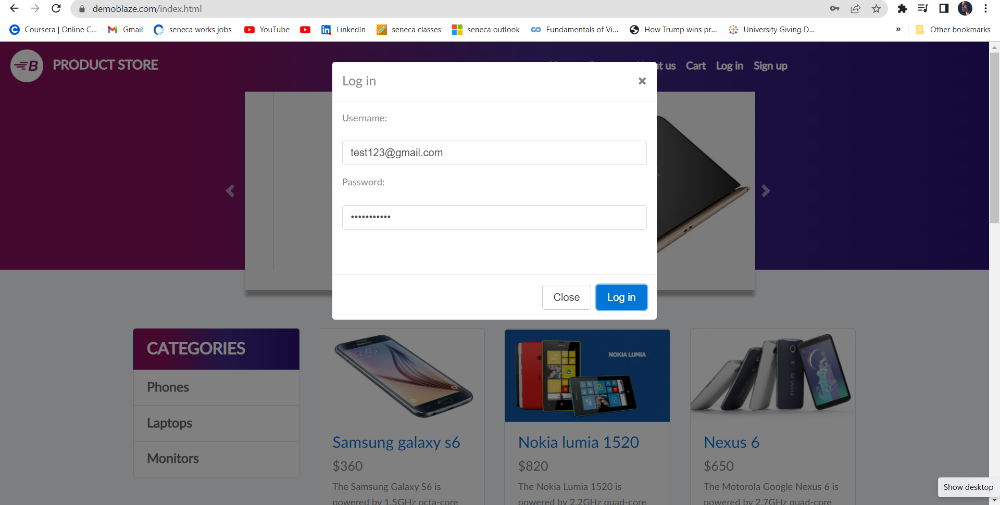 demoblaze.com/index.html
Coursera | Online C... Gmail seneca works jobs YouTube LinkedIn seneca classes seneca outlook Fundamentals of Vi... How Trump wins pr... University Giving D... » Other bookmarks
B PRODUCT STORE
t us Cart Log in Sign up
Log in ×
Username:
test123@gmail.com
Password:
•••••••••••
Close Log in
CATEGORIES
Phones
Laptops
Monitors
12:45
Samsung galaxy s6
$360
The Samsung Galaxy S6 is
powered by 1.5GHz octa-core
NOKIA LUMIA
Nokia lumia 1520
$820
The Nokia Lumia 1520 is
powered by 2.2GHz quad-core
Nexus 6
$650
The Motorola Google Nexus 6 is
powered by 2.7GHz quad-core
Show desktop